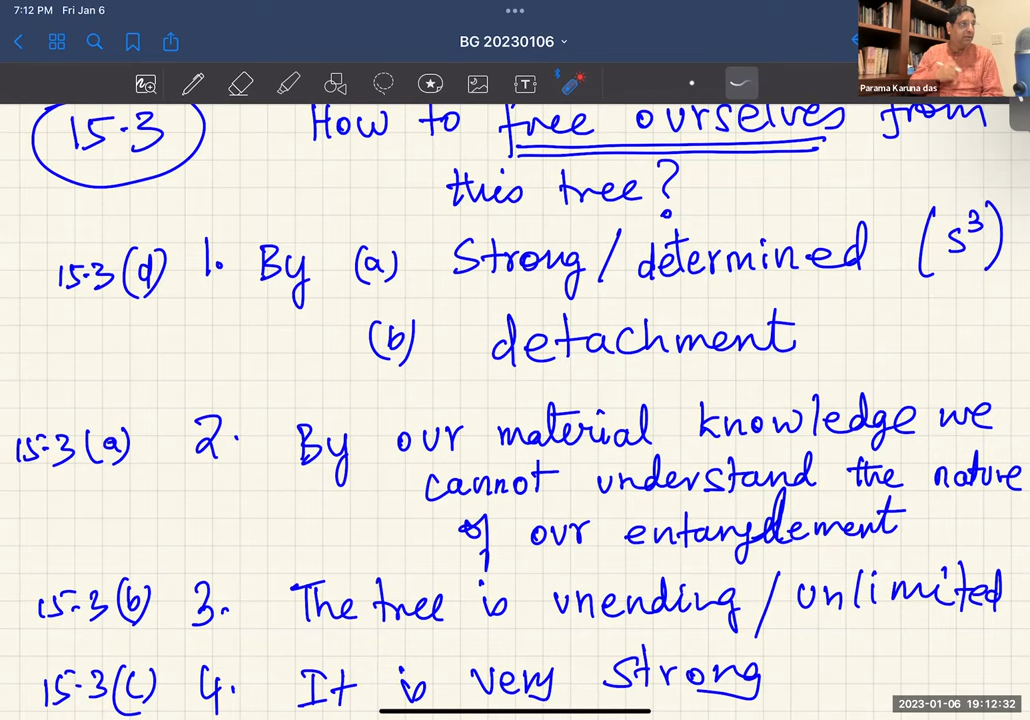 7:12 PM Fri Jan 6
BG 20230106
Parama Karuna das
15.3 How to free ourselves from
this tree?
15.3 (d) 1. By (a) Strong/determined (s³)
(b) detachment
15.3 (a) 2. By our material knowledge we
cannot understand the nature
of our entanglement
15.3 (b) 3. The tree is unending/unlimited
15.3 (c) 4. It is very strong
2023-01-06 19:12:32